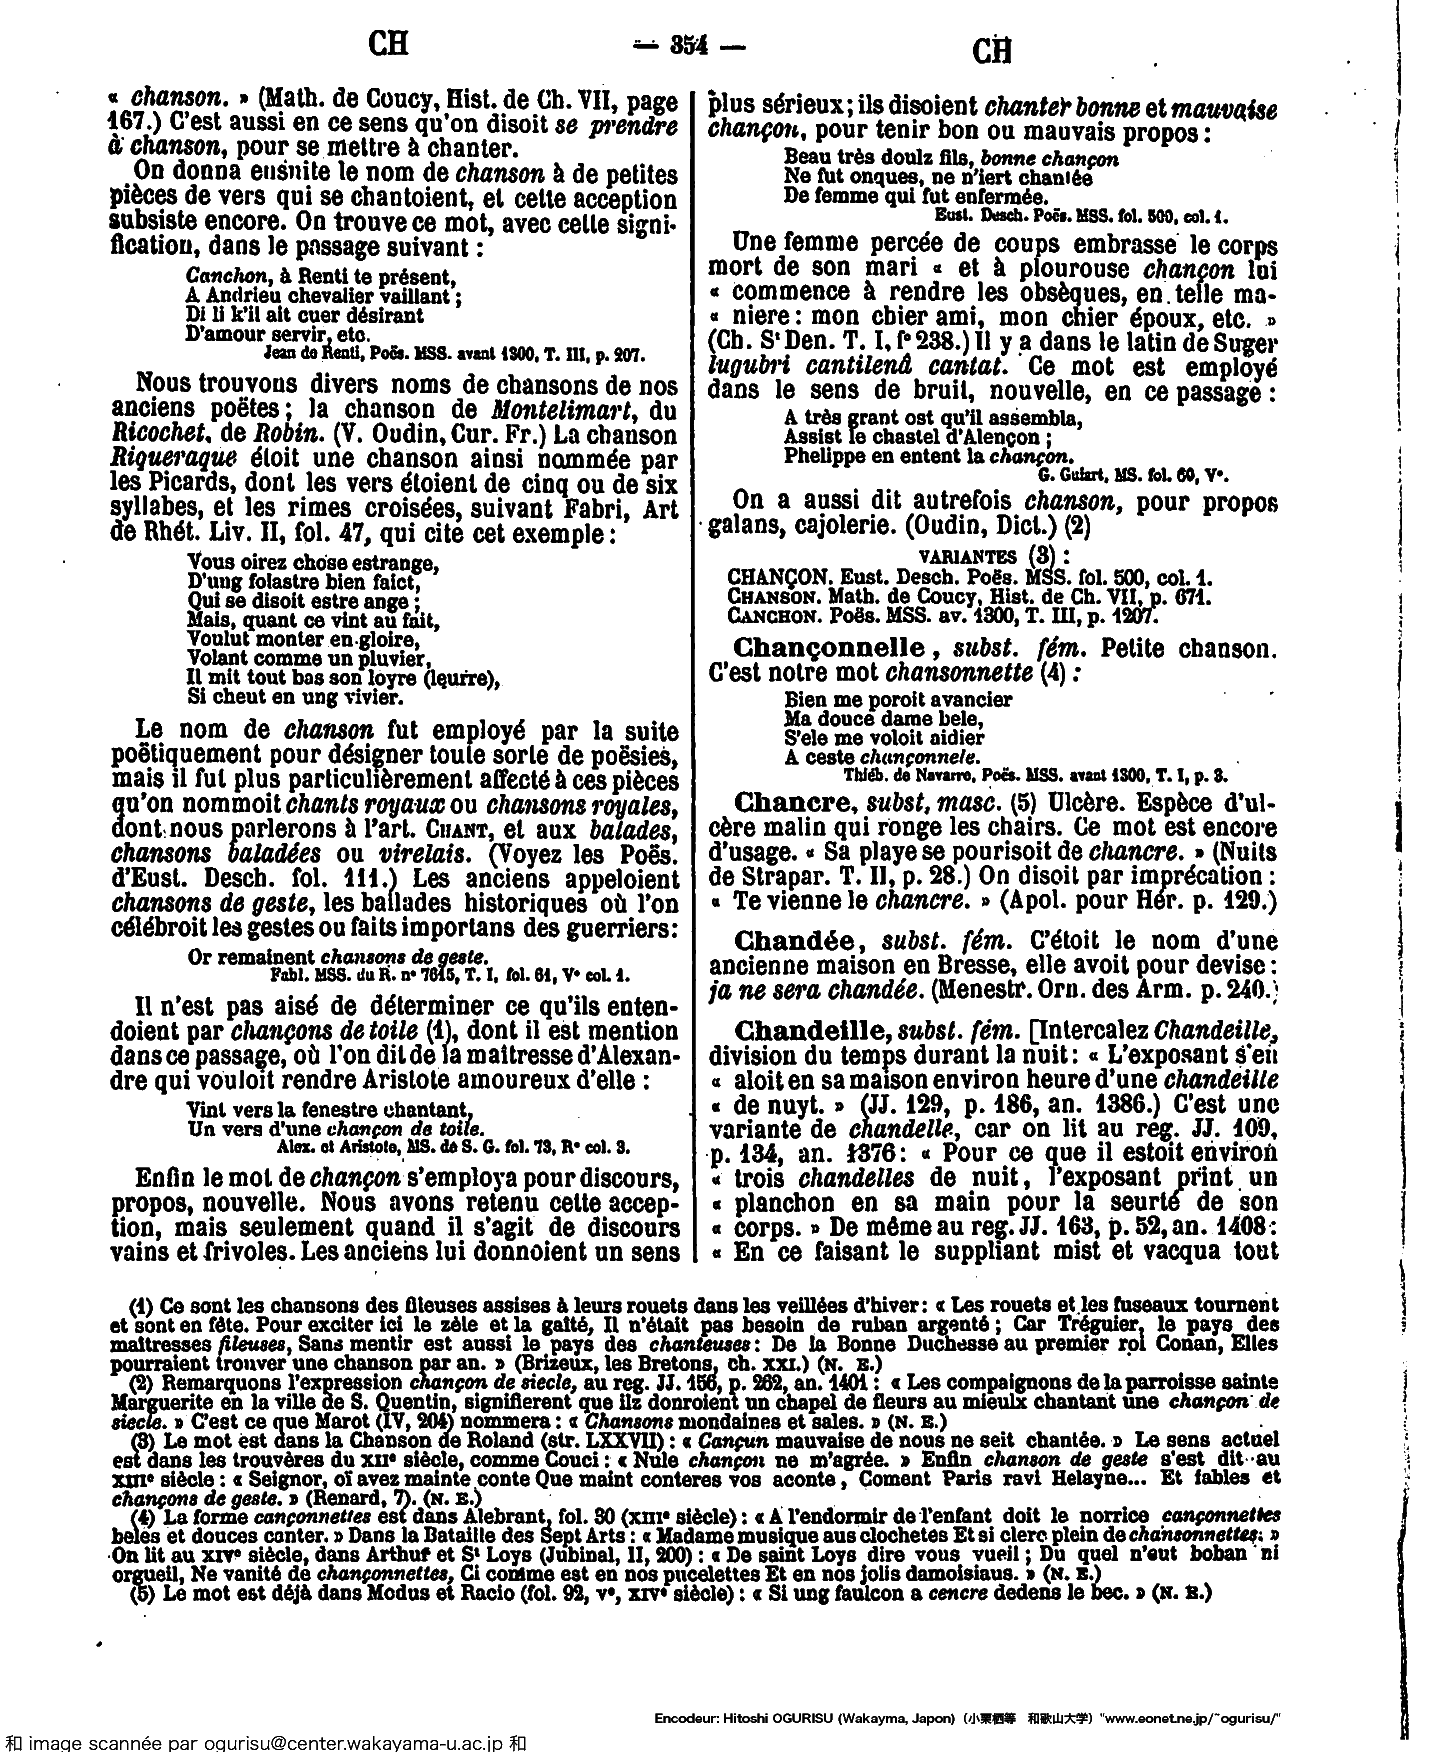 CH — 354 — CH
« chanson. » (Math. de Coucy, Hist. de Ch. VII, page
167.) C'est aussi en ce sens qu'on disoit se prendre
à chanson, pour se mettre à chanter.
On donna ensuite le nom de chanson à de petites
pièces de vers qui se chantoient, et cette acception
subsiste encore. On trouve ce mot, avec cette signi-
fication, dans le passage suivant :
Canchon, à Renti te présent,
A Andrieu chevalier vaillant ;
Di li k'il ait cuer désirant
D'amour servir, etc.
Jean de Renti, Poës. MSS. avant 1300, T. III, p. 207.
Nous trouvons divers noms de chansons de nos
anciens poëtes ; la chanson de Montelimart, du
Ricochet, de Robin. (V. Oudin, Cur. Fr.) La chanson
Riqueraque étoit une chanson ainsi nommée par
les Picards, dont les vers étoient de cinq ou de six
syllabes, et les rimes croisées, suivant Fabri, Art
de Rhét. Liv. II, fol. 47, qui cite cet exemple :
Vous oirez chose estrange,
D'ung folastre bien faict,
Qui se disoit estre ange ;
Mais, quant ce vint au fait,
Voulut monter en gloire,
Volant comme un pluvier,
Il mit tout bas son loyre (leurre),
Si cheut en ung vivier.
Le nom de chanson fut employé par la suite
poëtiquement pour désigner toute sorte de poësies,
mais il fut plus particulièrement affecté à ces pièces
qu'on nommoit chants royaux ou chansons royales,
dont nous parlerons à l'art. CHANT, et aux balades,
chansons baladées ou virelais. (Voyez les Poës.
d'Eust. Desch. fol. 111.) Les anciens appeloient
chansons de geste, les ballades historiques où l'on
célébroit les gestes ou faits importans des guerriers :
Or remainent chansons de geste.
Fabl. MSS. du R. n° 7615, T. I, fol. 61, V° col. 1.
Il n'est pas aisé de déterminer ce qu'ils enten-
doient par chançons de toile (1), dont il est mention
dans ce passage, où l'on dit de la maitresse d'Alexan-
dre qui vouloit rendre Aristote amoureux d'elle :
Vint vers la fenestre chantant,
Un vers d'une chançon de toile.
Alex. et Aristote, MS. de S. G. fol. 73, R° col. 3.
Enfin le mot de chançon s'employa pour discours,
propos, nouvelle. Nous avons retenu cette accep-
tion, mais seulement quand il s'agit de discours
vains et frivoles. Les anciens lui donnoient un sens
plus sérieux ; ils disoient chanter bonne et mauvaise
chançon, pour tenir bon ou mauvais propos :
Beau très doulz fils, bonne chançon
Ne fut onques, ne n'iert chantée
De femme qui fut enfermée.
Eust. Desch. Poës. MSS. fol. 500, col. 1.
Une femme percée de coups embrasse le corps
mort de son mari « et à plourouse chançon lui
« commence à rendre les obsèques, en telle ma-
« niere : mon chier ami, mon chier époux, etc. »
(Ch. St Den. T. I, f° 238.) Il y a dans le latin de Suger
lugubri cantilenâ cantat. Ce mot est employé
dans le sens de bruit, nouvelle, en ce passage :
A très grant ost qu'il assembla,
Assist le chastel d'Alençon ;
Phelippe en entent la chançon.
G. Guiart, MS. fol. 60, V°.
On a aussi dit autrefois chanson, pour propos
galans, cajolerie. (Oudin, Dict.) (2)
VARIANTES (3) :
CHANÇON. Eust. Desch. Poës. MSS. fol. 500, col. 1.
CHANSON. Math. de Coucy, Hist. de Ch. VII, p. 671.
CANCHON. Poës. MSS. av. 1300, T. III, p. 1207.
Chançonnelle, subst. fém. Petite chanson.
C'est notre mot chansonnette (4) :
Bien me poroit avancier
Ma douce dame bele,
S'ele me voloit aidier
A ceste chançonnele.
Thiéb. de Navarre, Poës. MSS. avant 1300, T. I, p. 3.
Chancre, subst. masc. (5) Ulcère. Espèce d'ul-
cère malin qui ronge les chairs. Ce mot est encore
d'usage. « Sa playe se pourisoit de chancre. » (Nuits
de Strapar. T. II, p. 28.) On disoit par imprécation :
« Te vienne le chancre. » (Apol. pour Hér. p. 129.)
Chandée, subst. fém. C'étoit le nom d'une
ancienne maison en Bresse, elle avoit pour devise :
ja ne sera chandée. (Menestr. Orn. des Arm. p. 240.)
Chandeille, subst. fém. [Intercalez Chandeille,
division du temps durant la nuit : « L'exposant s'en
« aloit en sa maison environ heure d'une chandeille
« de nuyt. » (JJ. 129, p. 186, an. 1386.) C'est une
variante de chandelle, car on lit au reg. JJ. 109,
p. 134, an. 1376 : « Pour ce que il estoit environ
« trois chandelles de nuit, l'exposant print un
« planchon en sa main pour la seurté de son
« corps. » De même au reg. JJ. 163, p. 52, an. 1408 :
« En ce faisant le suppliant mist et vacqua tout
(1) Ce sont les chansons des fileuses assises à leurs rouets dans les veillées d'hiver : « Les rouets et les fuseaux tournent
et sont en fête. Pour exciter ici le zèle et la gaîté, Il n'était pas besoin de ruban argenté ; Car Tréguier, le pays des
maîtresses fileuses, Sans mentir est aussi le pays des chanteuses : De la Bonne Duchesse au premier roi Conan, Elles
pourraient trouver une chanson par an. » (Brizeux, les Bretons, ch. XXI.) (N. E.)
(2) Remarquons l'expression chançon de siecle, au reg. JJ. 156, p. 262, an. 1401 : « Les compaignons de la parroisse sainte
Marguerite en la ville de S. Quentin, signifierent que ilz donroient un chapel de fleurs au mieulx chantant une chançon de
siecle. » C'est ce que Marot (IV, 204) nommera : « Chansons mondaines et sales. » (N. E.)
(3) Le mot est dans la Chanson de Roland (str. LXXVII) : « Cançun mauvaise de nous ne seit chantée. » Le sens actuel
est dans les trouvères du XIIe siècle, comme Couci : « Nule chançon ne m'agrée. » Enfin chanson de geste s'est dit au
XIIIe siècle : « Seignor, oï avez mainte conte Que maint conteres vos aconte, Coment Paris ravi Helayne... Et fables et
chançons de geste. » (Renard, 7). (N. E.)
(4) La forme cançonnettes est dans Alebrant, fol. 30 (XIIIe siècle) : « A l'endormir de l'enfant doit le norrice cançonnettes
beles et douces canter. » Dans la Bataille des Sept Arts : « Madame musique aus clochetes Et si clerc plein de chansonnettes. »
On lit au XIVe siècle, dans Arthur et St Loys (Jubinal, II, 200) : « De saint Loys dire vous vueil ; Du quel n'eut boban ni
orgueil, Ne vanité de chançonnettes, Ci comme est en nos pucelettes Et en nos jolis damoisiaus. » (N. E.)
(5) Le mot est déjà dans Modus et Racio (fol. 92, v°, XIVe siècle) : « Si ung faulcon a cencre dedens le bec. » (N. E.)
Encodeur: Hitoshi OGURISU (Wakayma, Japon) (小栗栖等 和歌山大学) "www.eonet.ne.jp/~ogurisu/"
和 image scannée par ogurisu@center.wakayama-u.ac.jp 和